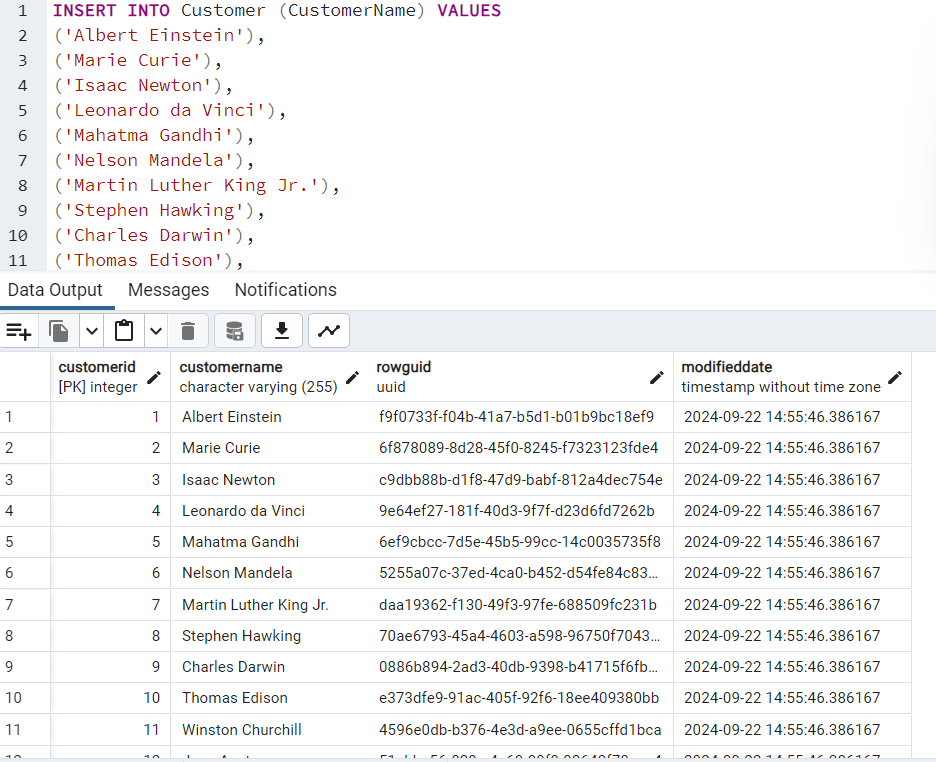 1 INSERT INTO Customer (CustomerName) VALUES
2 ('Albert Einstein'),
3 ('Marie Curie'),
4 ('Isaac Newton'),
5 ('Leonardo da Vinci'),
6 ('Mahatma Gandhi'),
7 ('Nelson Mandela'),
8 ('Martin Luther King Jr.'),
9 ('Stephen Hawking'),
10 ('Charles Darwin'),
11 ('Thomas Edison'),
Data Output Messages Notifications
customerid customername rowguid modifieddate
[PK] integer character varying (255) uuid timestamp without time zone
1 1 Albert Einstein f9f0733f-f04b-41a7-b5d1-b01b9bc18ef9 2024-09-22 14:55:46.386167
2 2 Marie Curie 6f878089-8d28-45f0-8245-f7323123fde4 2024-09-22 14:55:46.386167
3 3 Isaac Newton c9dbb88b-d1f8-47d9-babf-812a4dec754e 2024-09-22 14:55:46.386167
4 4 Leonardo da Vinci 9e64ef27-181f-40d3-9f7f-d23d6fd7262b 2024-09-22 14:55:46.386167
5 5 Mahatma Gandhi 6ef9cbcc-7d5e-45b5-99cc-14c0035735f8 2024-09-22 14:55:46.386167
6 6 Nelson Mandela 5255a07c-37ed-4ca0-b452-d54fe84c83… 2024-09-22 14:55:46.386167
7 7 Martin Luther King Jr. daa19362-f130-49f3-97fe-688509fc231b 2024-09-22 14:55:46.386167
8 8 Stephen Hawking 70ae6793-45a4-4603-a598-96750f7043… 2024-09-22 14:55:46.386167
9 9 Charles Darwin 0886b894-2ad3-40db-9398-b41715f6fb… 2024-09-22 14:55:46.386167
10 10 Thomas Edison e373dfe9-91ac-405f-92f6-18ee409380bb 2024-09-22 14:55:46.386167
11 11 Winston Churchill 4596e0db-b376-4e3d-a9ee-0655cffd1bca 2024-09-22 14:55:46.386167